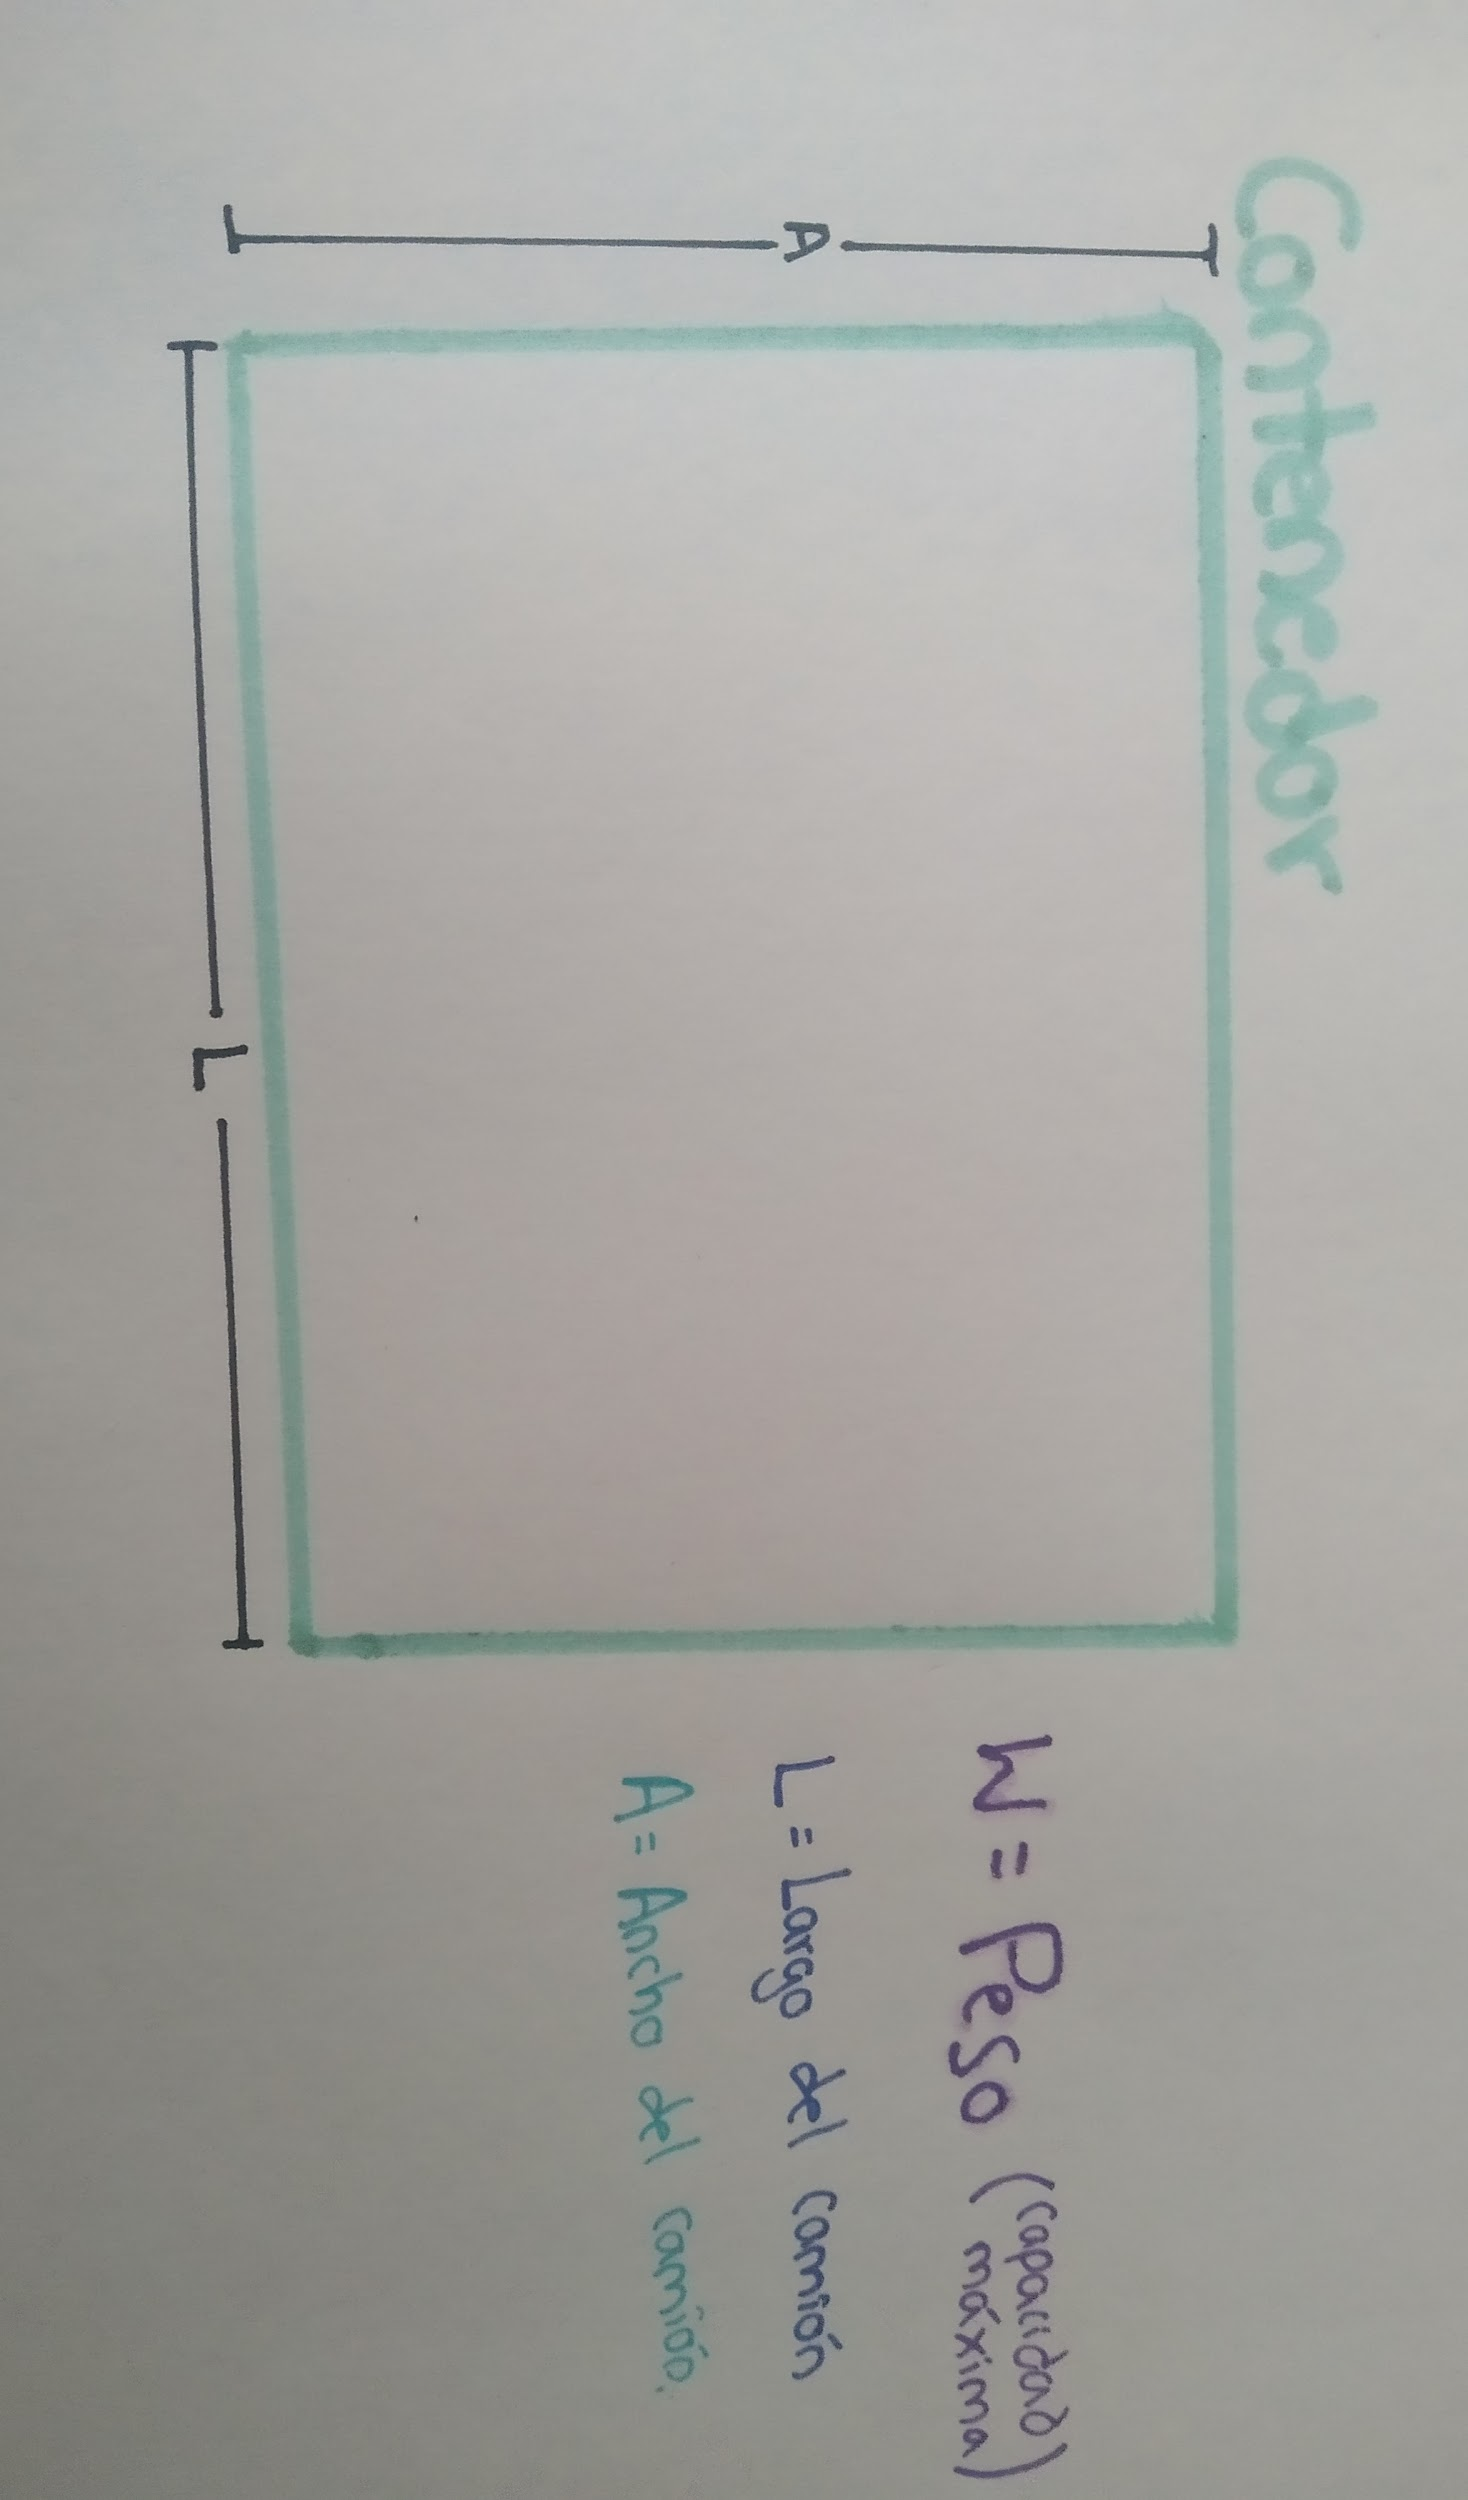 Contenedor
A
L
W = Peso (capacidad
máxima)
L = Largo del camión
A = Ancho del camión.